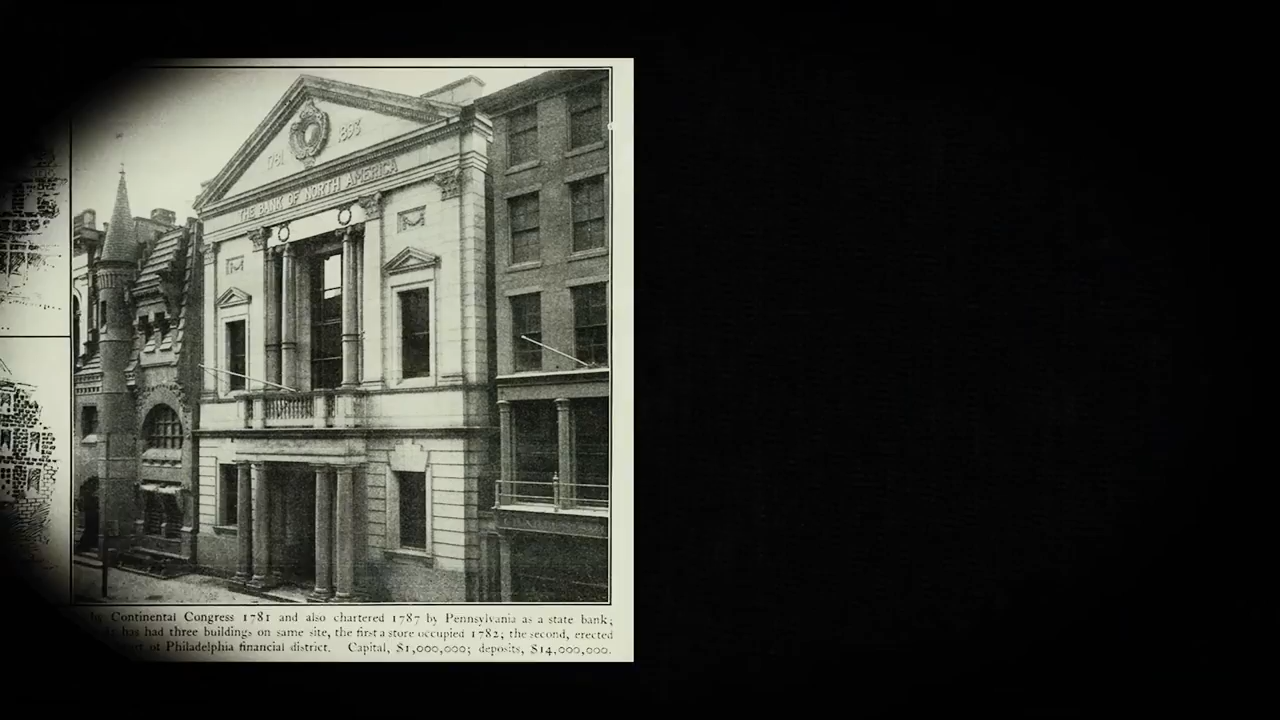 1781 1893
THE BANK OF NORTH AMERICA
by Continental Congress 1781 and also chartered 1787 by Pennsylvania as a state bank;
has had three buildings on same site, the first a store occupied 1782; the second, erected
of Philadelphia financial district. Capital, $1,000,000; deposits, $14,000,000.